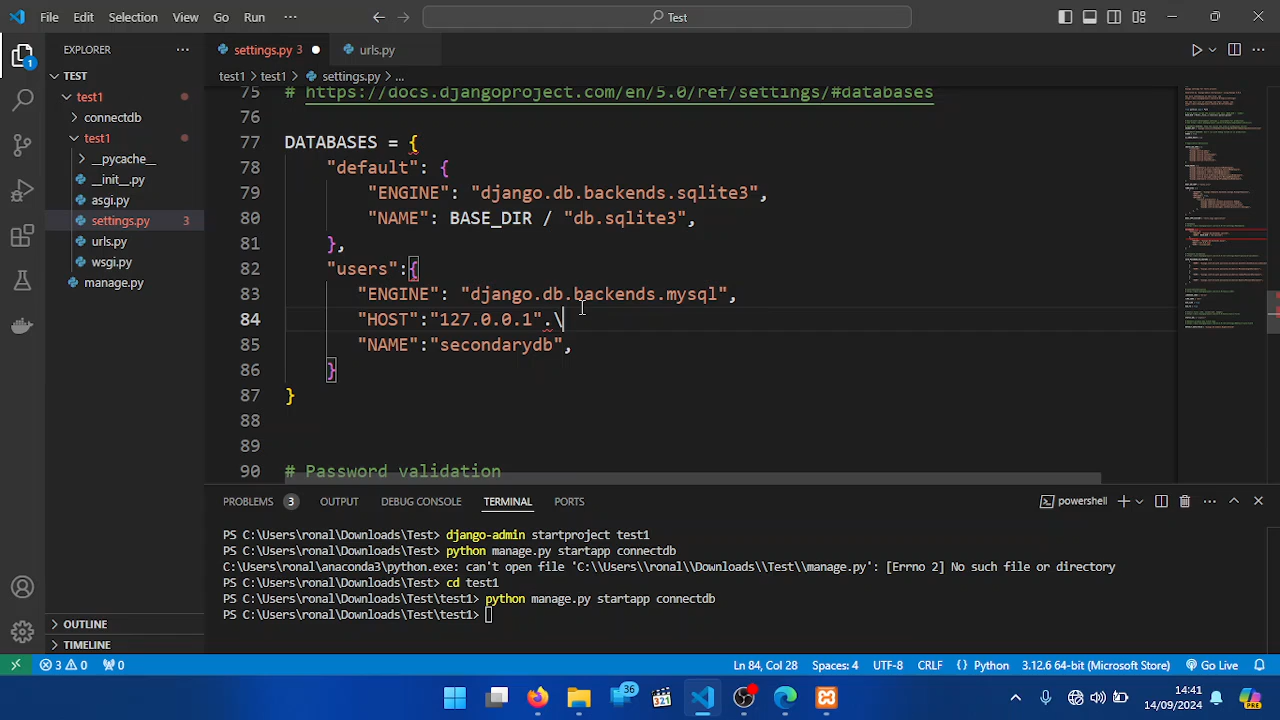 File Edit Selection View Go Run ··· Test
EXPLORER ···
settings.py 3 urls.py
TEST
test1 > test1 > settings.py > ...
test1
connectdb
test1
__pycache__
__init__.py
asgi.py
settings.py 3
urls.py
wsgi.py
manage.py
75 # https://docs.djangoproject.com/en/5.0/ref/settings/#databases
76
77 DATABASES = {
78 "default": {
79 "ENGINE": "django.db.backends.sqlite3",
80 "NAME": BASE_DIR / "db.sqlite3",
81 },
82 "users":{
83 "ENGINE": "django.db.backends.mysql",
84 "HOST":"127.0.0.1".\
85 "NAME":"secondarydb",
86 }
87 }
88
89
90 # Password validation
PROBLEMS 3 OUTPUT DEBUG CONSOLE TERMINAL PORTS powershell
PS C:\Users\ronal\Downloads\Test> django-admin startproject test1
PS C:\Users\ronal\Downloads\Test> python manage.py startapp connectdb
C:\Users\ronal\anaconda3\python.exe: can't open file 'C:\\Users\\ronal\\Downloads\\Test\\manage.py': [Errno 2] No such file or directory
PS C:\Users\ronal\Downloads\Test> cd test1
PS C:\Users\ronal\Downloads\Test\test1> python manage.py startapp connectdb
PS C:\Users\ronal\Downloads\Test\test1>
OUTLINE
TIMELINE
3 0 0 Ln 84, Col 28 Spaces: 4 UTF-8 CRLF {} Python 3.12.6 64-bit (Microsoft Store) Go Live
36 321 14:41
14/09/2024 PRE